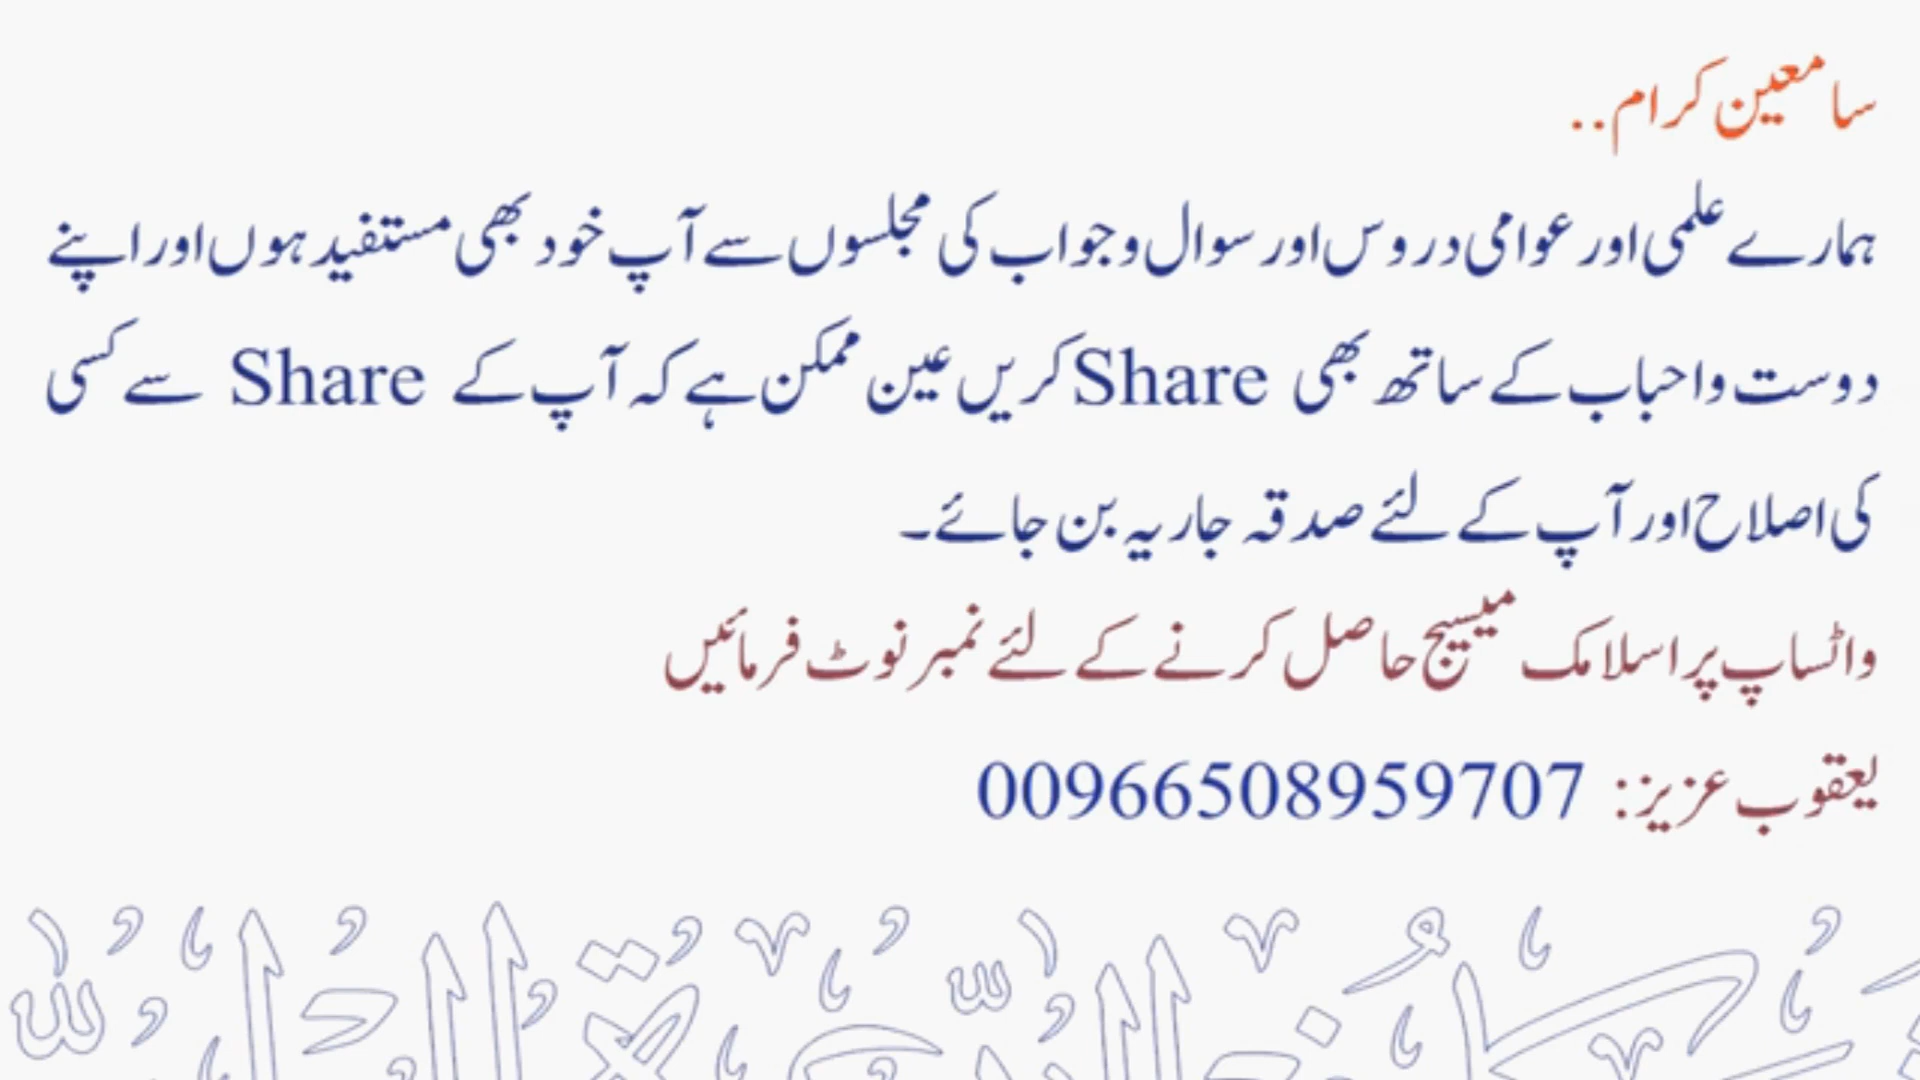 سامعین کرام..
ہمارے علمی اور عوامی دروس اور سوال و جواب کی مجلسوں سے آپ خود بھی مستفید ہوں اور اپنے
دوست و احباب کے ساتھ بھی Share کریں عین ممکن ہے کہ آپ کے Share سے کسی
کی اصلاح اور آپ کے لئے صدقہ جاریہ بن جائے۔
واٹساپ پر اسلامک میسیج حاصل کرنے کے لئے نمبر نوٹ فرمائیں
یعقوب عزیز: 00966508959707